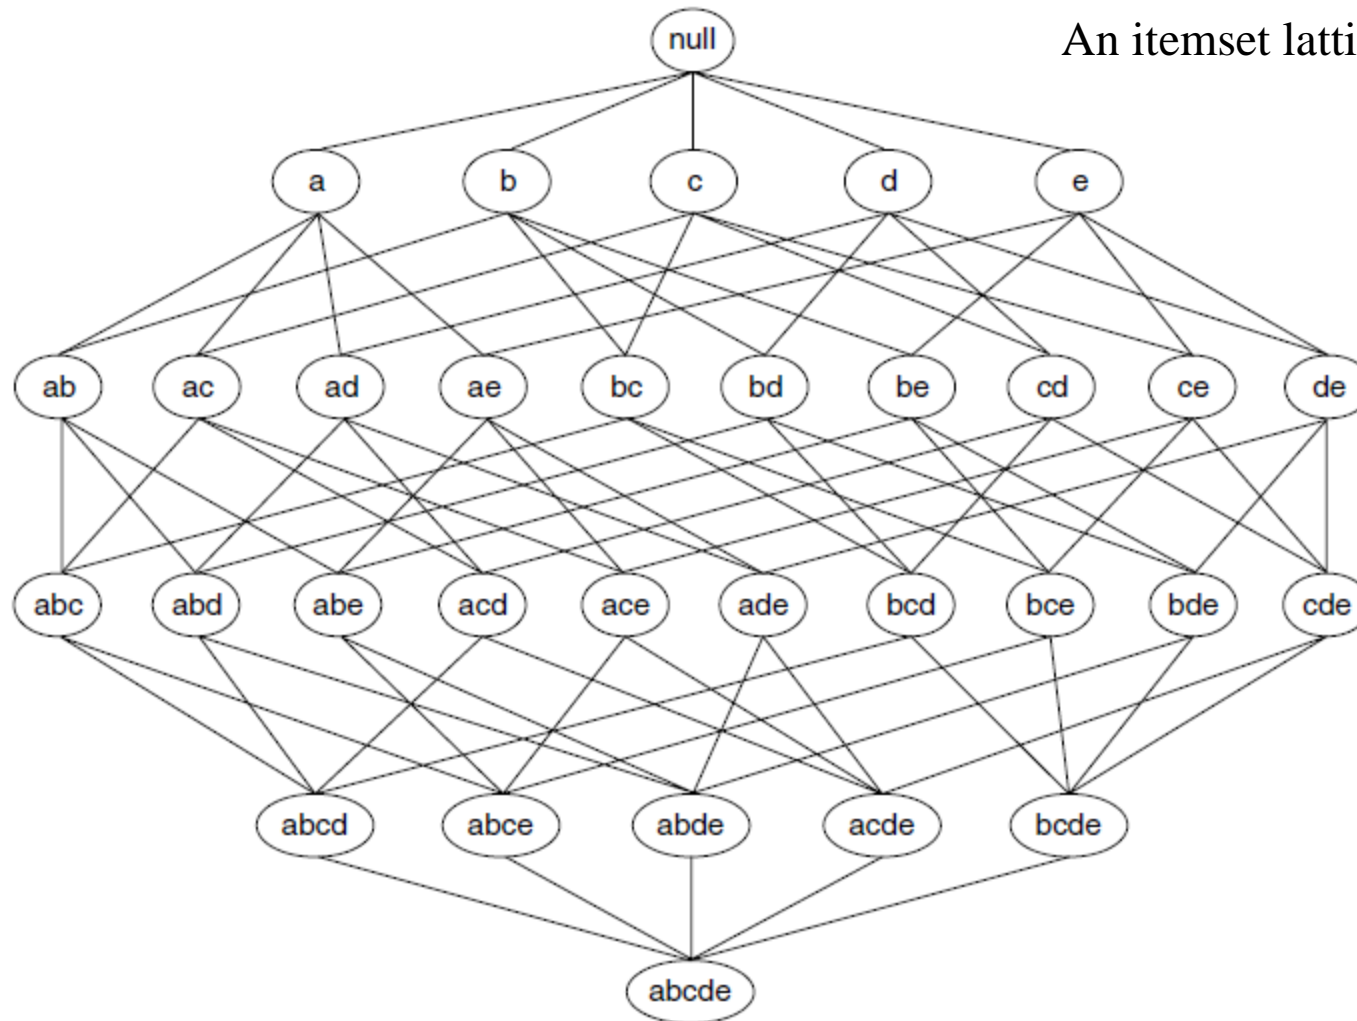 An itemset latti
null
a b c d e
ab ac ad ae bc bd be cd ce de
abc abd abe acd ace ade bcd bce bde cde
abcd abce abde acde bcde
abcde